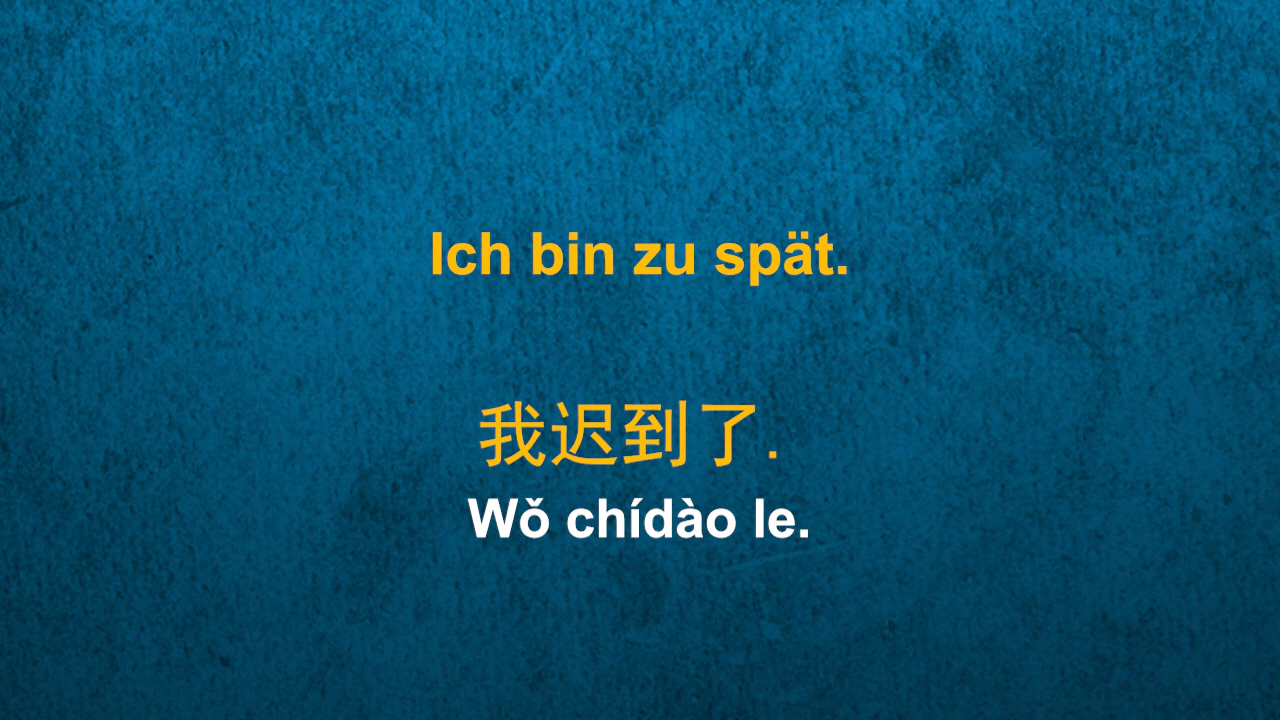 Ich bin zu spät.
我迟到了.
Wǒ chídào le.